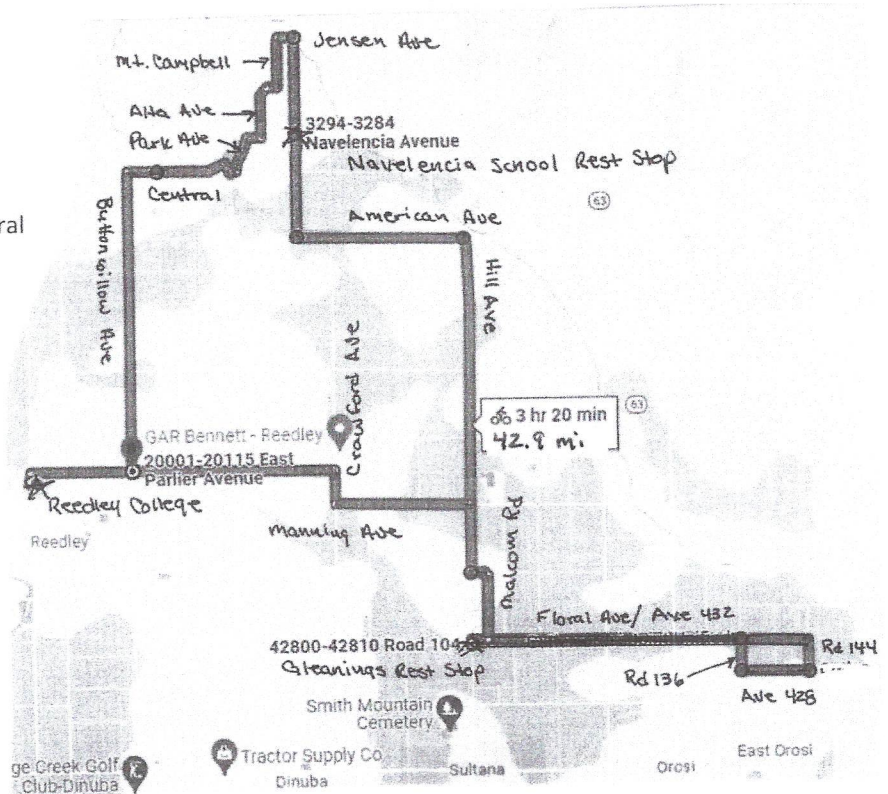 Jensen Ave
Mt. Campbell
Alta Ave
3294-3284
Navelencia Avenue
Park Ave
Navelencia School Rest Stop
Central
63
ral
American Ave
Buttonwillow Ave
Hill Ave
Crawford Ave
3 hr 20 min
63
42.9 mi
GAR Bennett - Reedley
20001-20115 East
Parlier Avenue
Reedley College
Manning Ave
Reedley
Malcom Rd
Floral Ave/ Ave 432
42800-42810 Road 104
Rd 144
Gleanings Rest Stop
Rd 136
Ave 428
Smith Mountain
Cemetery
East Orosi
Tractor Supply Co
Orosi
Sultana
ge Creek Golf
Club-Dinuba
Dinuba